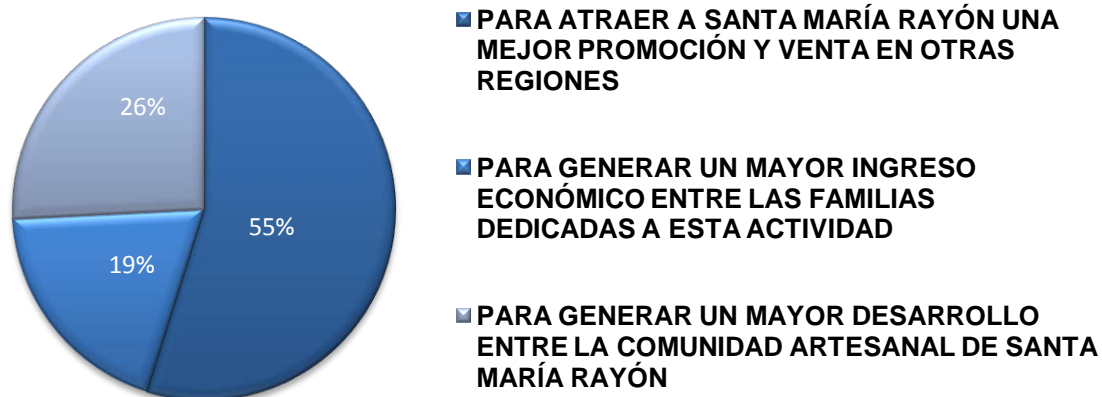 PARA ATRAER A SANTA MARÍA RAYÓN UNA
MEJOR PROMOCIÓN Y VENTA EN OTRAS
REGIONES
26%
PARA GENERAR UN MAYOR INGRESO
ECONÓMICO ENTRE LAS FAMILIAS
DEDICADAS A ESTA ACTIVIDAD
55%
19%
PARA GENERAR UN MAYOR DESARROLLO
ENTRE LA COMUNIDAD ARTESANAL DE SANTA
MARÍA RAYÓN